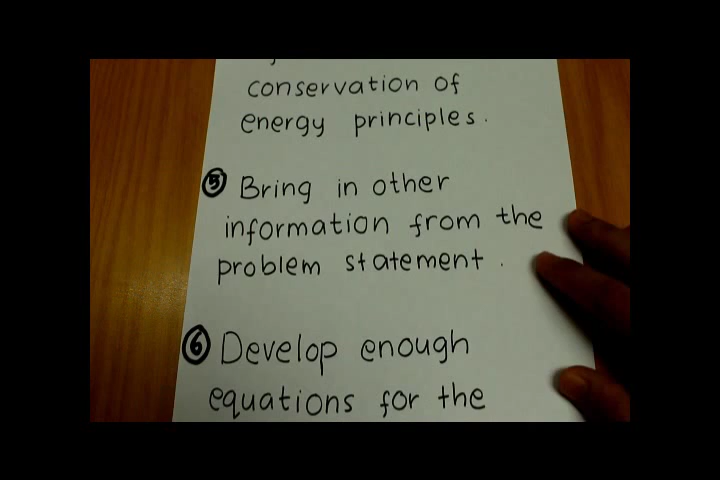 conservation of
energy principles.
5 Bring in other
information from the
problem statement.
6 Develop enough
equations for the